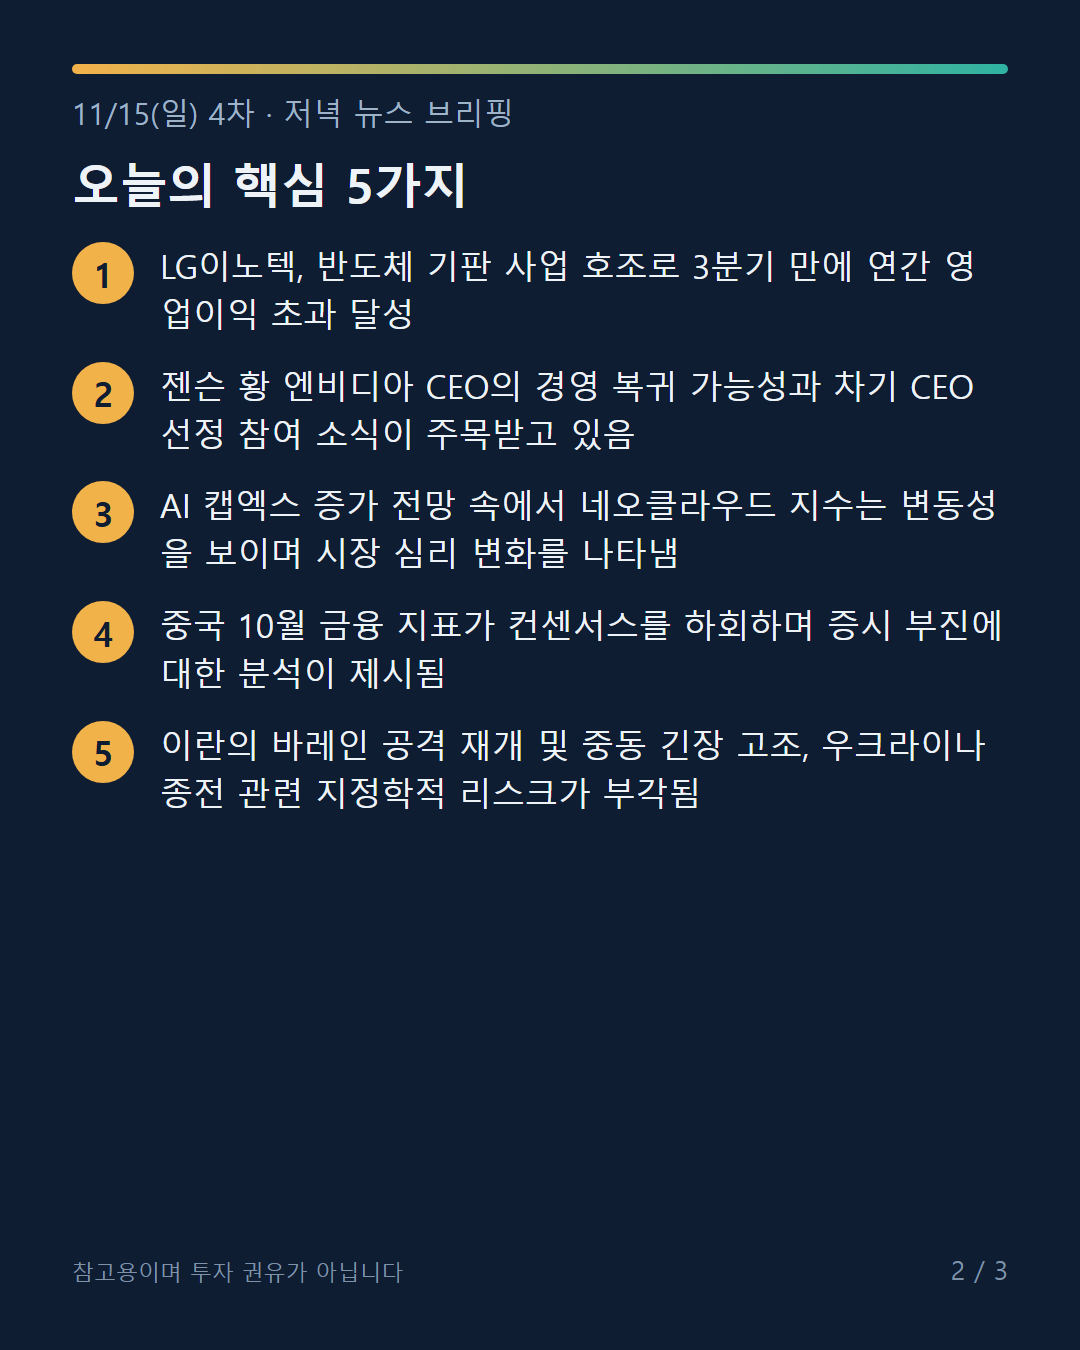 11/15(일) 4차 · 저녁 뉴스 브리핑
오늘의 핵심 5가지
1
LG이노텍, 반도체 기판 사업 호조로 3분기 만에 연간 영
업이익 초과 달성
2
젠슨 황 엔비디아 CEO의 경영 복귀 가능성과 차기 CEO
선정 참여 소식이 주목받고 있음
3
AI 캡엑스 증가 전망 속에서 네오클라우드 지수는 변동성
을 보이며 시장 심리 변화를 나타냄
4
중국 10월 금융 지표가 컨센서스를 하회하며 증시 부진에
대한 분석이 제시됨
5
이란의 바레인 공격 재개 및 중동 긴장 고조, 우크라이나
종전 관련 지정학적 리스크가 부각됨
참고용이며 투자 권유가 아닙니다
2 / 3